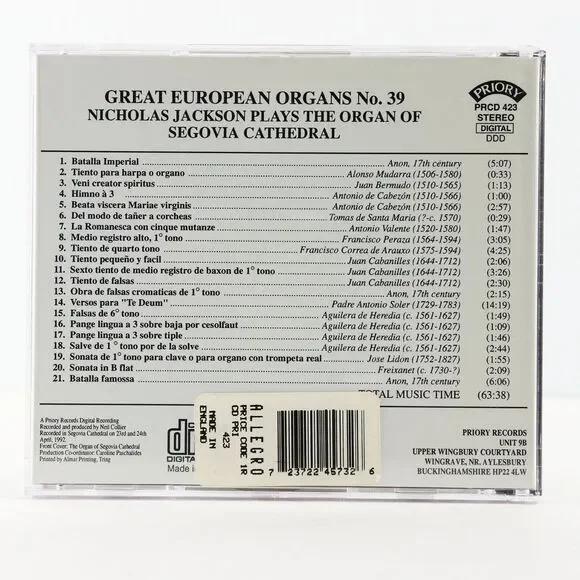 PRIORY
PRCD 423
STEREO
DIGITAL
DDD
GREAT EUROPEAN ORGANS No. 39
NICHOLAS JACKSON PLAYS THE ORGAN OF
SEGOVIA CATHEDRAL
1. Batalla Imperial ........ Anon, 17th century (5:07)
2. Tiento para harpa o organo ........ Alonso Mudarra (1506-1580) (0:33)
3. Veni creator spiritus ........ Juan Bermudo (1510-1565) (1:13)
4. Himno à 3 ........ Antonio de Cabezón (1510-1566) (1:00)
5. Beata viscera Mariae virginis ........ Antonio de Cabezón (1510-1566) (2:57)
6. Del modo de tañer a corcheas ........ Tomas de Santa Maria (?-c. 1570) (0:29)
7. La Romanesca con cinque mutanze ........ Antonio Valente (1520-1580) (1:47)
8. Medio registro alto, 1° tono ........ Francisco Peraza (1564-1594) (3:05)
9. Tiento de quarto tono ........ Francisco Correa de Arauxo (1575-1594) (4:25)
10. Tiento pequeño y facil ........ Juan Cabanilles (1644-1712) (2:06)
11. Sexto tiento de medio registro de baxon de 1° tono ........ Juan Cabanilles (1644-1712) (3:26)
12. Tiento de falsas ........ Juan Cabanilles (1644-1712) (2:30)
13. Obra de falsas cromaticas de 1° tono ........ Anon, 17th century (2:15)
14. Versos para "Te Deum" ........ Padre Antonio Soler (1729-1783) (14:19)
15. Falsas de 6° tono ........ Aguilera de Heredia (c. 1561-1627) (1:49)
16. Pange lingua a 3 sobre baja por cesolfaut ........ Aguilera de Heredia (c. 1561-1627) (1:09)
17. Pange lingua a 3 sobre tiple ........ Aguilera de Heredia (c. 1561-1627) (1:46)
18. Salve de 1° tono por de la solve ........ Aguilera de Heredia (c. 1561-1627) (2:44)
19. Sonata de 1° tono para clave o para organo con trompeta real ........ Jose Lidon (1752-1827) (1:55)
20. Sonata in B flat ........ Freixanet (c. 1730-?) (2:09)
21. Batalla famossa ........ Anon, 17th century (6:06)
TOTAL MUSIC TIME (63:38)
A Priory Records Digital Recording
Recorded and produced by Neil Collier
Recorded in Segovia Cathedral on 23rd and 24th
April, 1992.
Front Cover: The Organ of Segovia Cathedral
Production Co-ordinator: Caroline Paschalides
Printed by Almar Printing, Tring
DIGITAL
Made in
ALLEGRO
PRICE CODE 1R
CD PRI
423
MADE IN
ENGLAND
7 23722 45732 6
PRIORY RECORDS
UNIT 9B
UPPER WINGBURY COURTYARD
WINGRAVE, NR. AYLESBURY
BUCKINGHAMSHIRE HP22 4LW